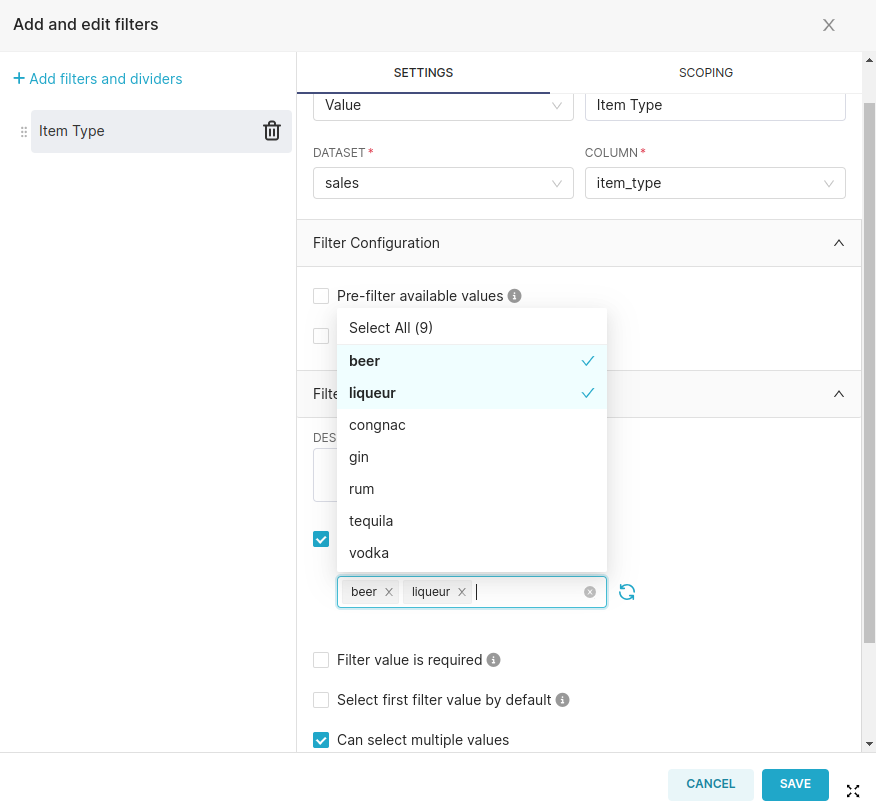 Add and edit filters
+ Add filters and dividers
Item Type
SETTINGS
SCOPING
Value
Item Type
DATASET *
COLUMN *
sales
item_type
Filter Configuration
Pre-filter available values
Select All (9)
beer
liqueur
congnac
gin
rum
tequila
vodka
beer
liqueur
Filter value is required
Select first filter value by default
Can select multiple values
CANCEL
SAVE